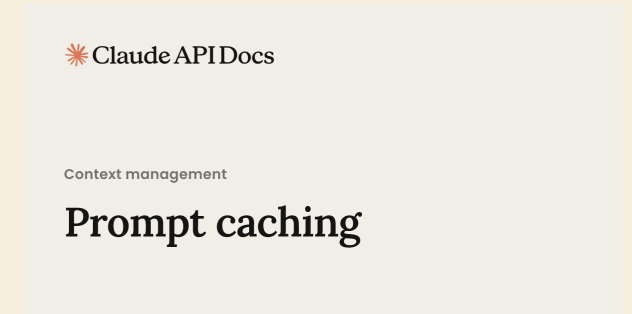 Claude API Docs
Context management
Prompt caching